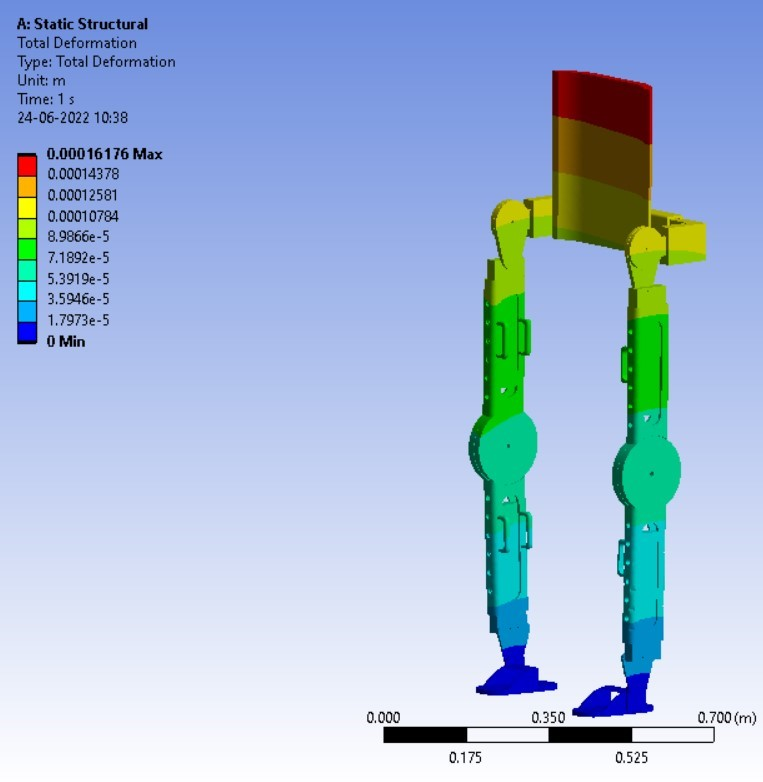 A: Static Structural
Total Deformation
Type: Total Deformation
Unit: m
Time: 1 s
24-06-2022 10:38
0.00016176 Max
0.00014378
0.00012581
0.00010784
8.9866e-5
7.1892e-5
5.3919e-5
3.5946e-5
1.7973e-5
0 Min
0.000 0.350 0.700 (m)
0.175 0.525